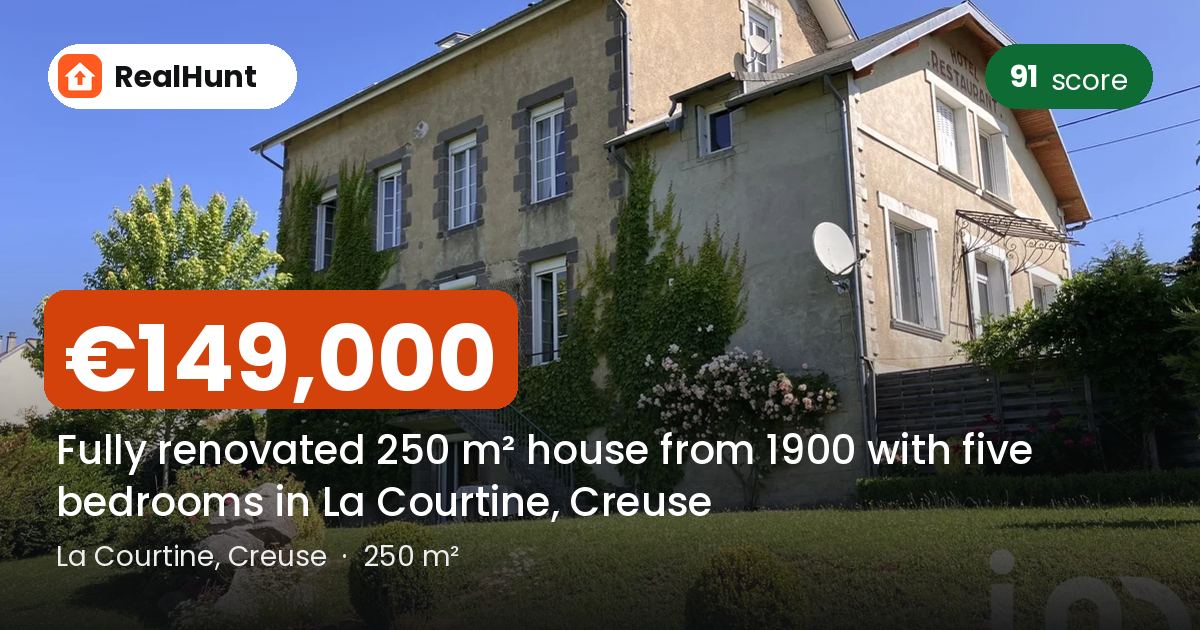 RealHunt
91 score
HOTEL
RESTAURANT
€149,000
Fully renovated 250 m² house from 1900 with five
bedrooms in La Courtine, Creuse
La Courtine, Creuse · 250 m²